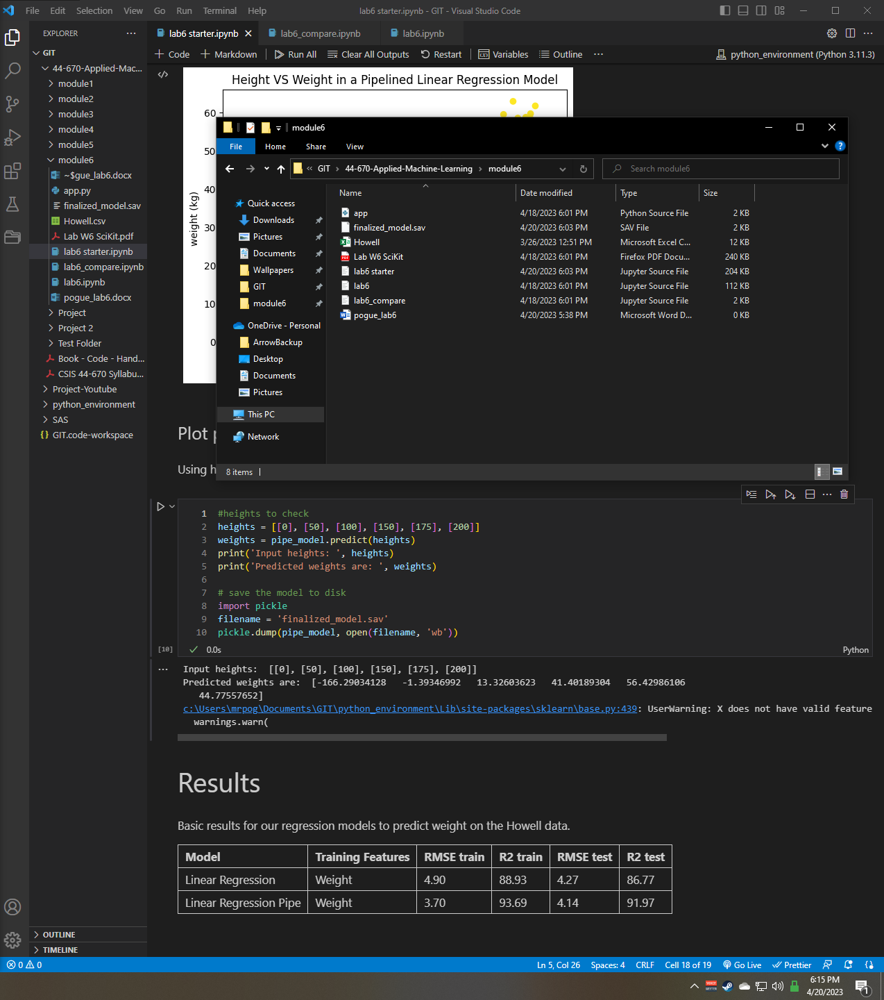 File Edit Selection View Go Run Terminal Help lab6 starter.ipynb - GIT - Visual Studio Code
EXPLORER ···
GIT
44-670-Applied-Mac...
module1
module2
module3
module4
module5
module6
~$gue_lab6.docx
app.py
finalized_model.sav
Howell.csv
Lab W6 SciKit.pdf
lab6 starter.ipynb
lab6_compare.ipynb
lab6.ipynb
pogue_lab6.docx
Project
Project 2
Test Folder
Book - Code - Hand...
CSIS 44-670 Syllabu...
Project-Youtube
python_environment
SAS
GIT.code-workspace
OUTLINE
TIMELINE
lab6 starter.ipynb lab6_compare.ipynb lab6.ipynb
Code Markdown Run All Clear All Outputs Restart Variables Outline ··· python_environment (Python 3.11.3)
Height VS Weight in a Pipelined Linear Regression Model
60
50
40
30
20
10
0
weight (kg)
module6
File Home Share View
« GIT › 44-670-Applied-Machine-Learning › module6
Search module6
Quick access
Downloads
Pictures
Documents
Wallpapers
GIT
module6
OneDrive - Personal
ArrowBackup
Desktop
Documents
Pictures
This PC
Network
Name Date modified Type Size
app 4/18/2023 6:01 PM Python Source File 2 KB
finalized_model.sav 4/20/2023 6:03 PM SAV File 2 KB
Howell 3/26/2023 12:51 PM Microsoft Excel C... 12 KB
Lab W6 SciKit 4/18/2023 6:01 PM Firefox PDF Docu... 240 KB
lab6 starter 4/20/2023 6:03 PM Jupyter Source File 204 KB
lab6 4/18/2023 6:01 PM Jupyter Source File 112 KB
lab6_compare 4/18/2023 6:01 PM Jupyter Source File 2 KB
pogue_lab6 4/20/2023 5:38 PM Microsoft Word D... 0 KB
8 items
Plot
Using
1 #heights to check
2 heights = [[0], [50], [100], [150], [175], [200]]
3 weights = pipe_model.predict(heights)
4 print('Input heights: ', heights)
5 print('Predicted weights are: ', weights)
6
7 # save the model to disk
8 import pickle
9 filename = 'finalized_model.sav'
10 pickle.dump(pipe_model, open(filename, 'wb'))
[10] 0.0s Python
Input heights:  [[0], [50], [100], [150], [175], [200]]
Predicted weights are:  [-166.29034128   -1.39346992   13.32603623   41.40189304   56.42986106
44.77557652]
c:\Users\mrpog\Documents\GIT\python_environment\Lib\site-packages\sklearn\base.py:439: UserWarning: X does not have valid feature
warnings.warn(
Results
Basic results for our regression models to predict weight on the Howell data.
Model Training Features RMSE train R2 train RMSE test R2 test
Linear Regression Weight 4.90 88.93 4.27 86.77
Linear Regression Pipe Weight 3.70 93.69 4.14 91.97
0 0 Ln 5, Col 26 Spaces: 4 CRLF Cell 18 of 19 Go Live Prettier
6:15 PM
4/20/2023
1